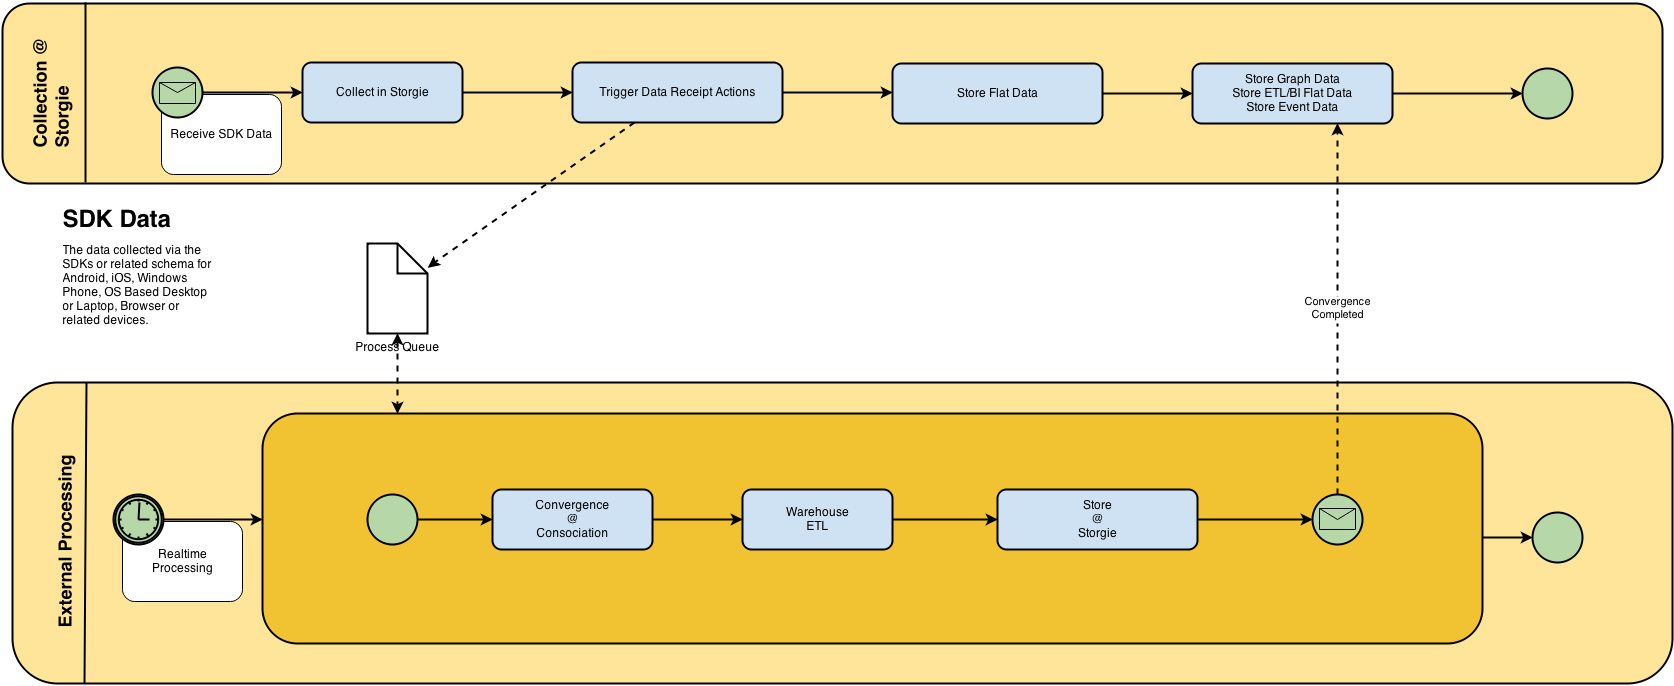 Collection @
Storgie
Receive SDK Data
Collect in Storgie
Trigger Data Receipt Actions
Store Flat Data
Store Graph Data
Store ETL/BI Flat Data
Store Event Data
SDK Data
The data collected via the
SDKs or related schema for
Android, iOS, Windows
Phone, OS Based Desktop
or Laptop, Browser or
related devices.
Process Queue
Convergence
Completed
External Processing
Realtime
Processing
Convergence
@
Consociation
Warehouse
ETL
Store
@
Storgie